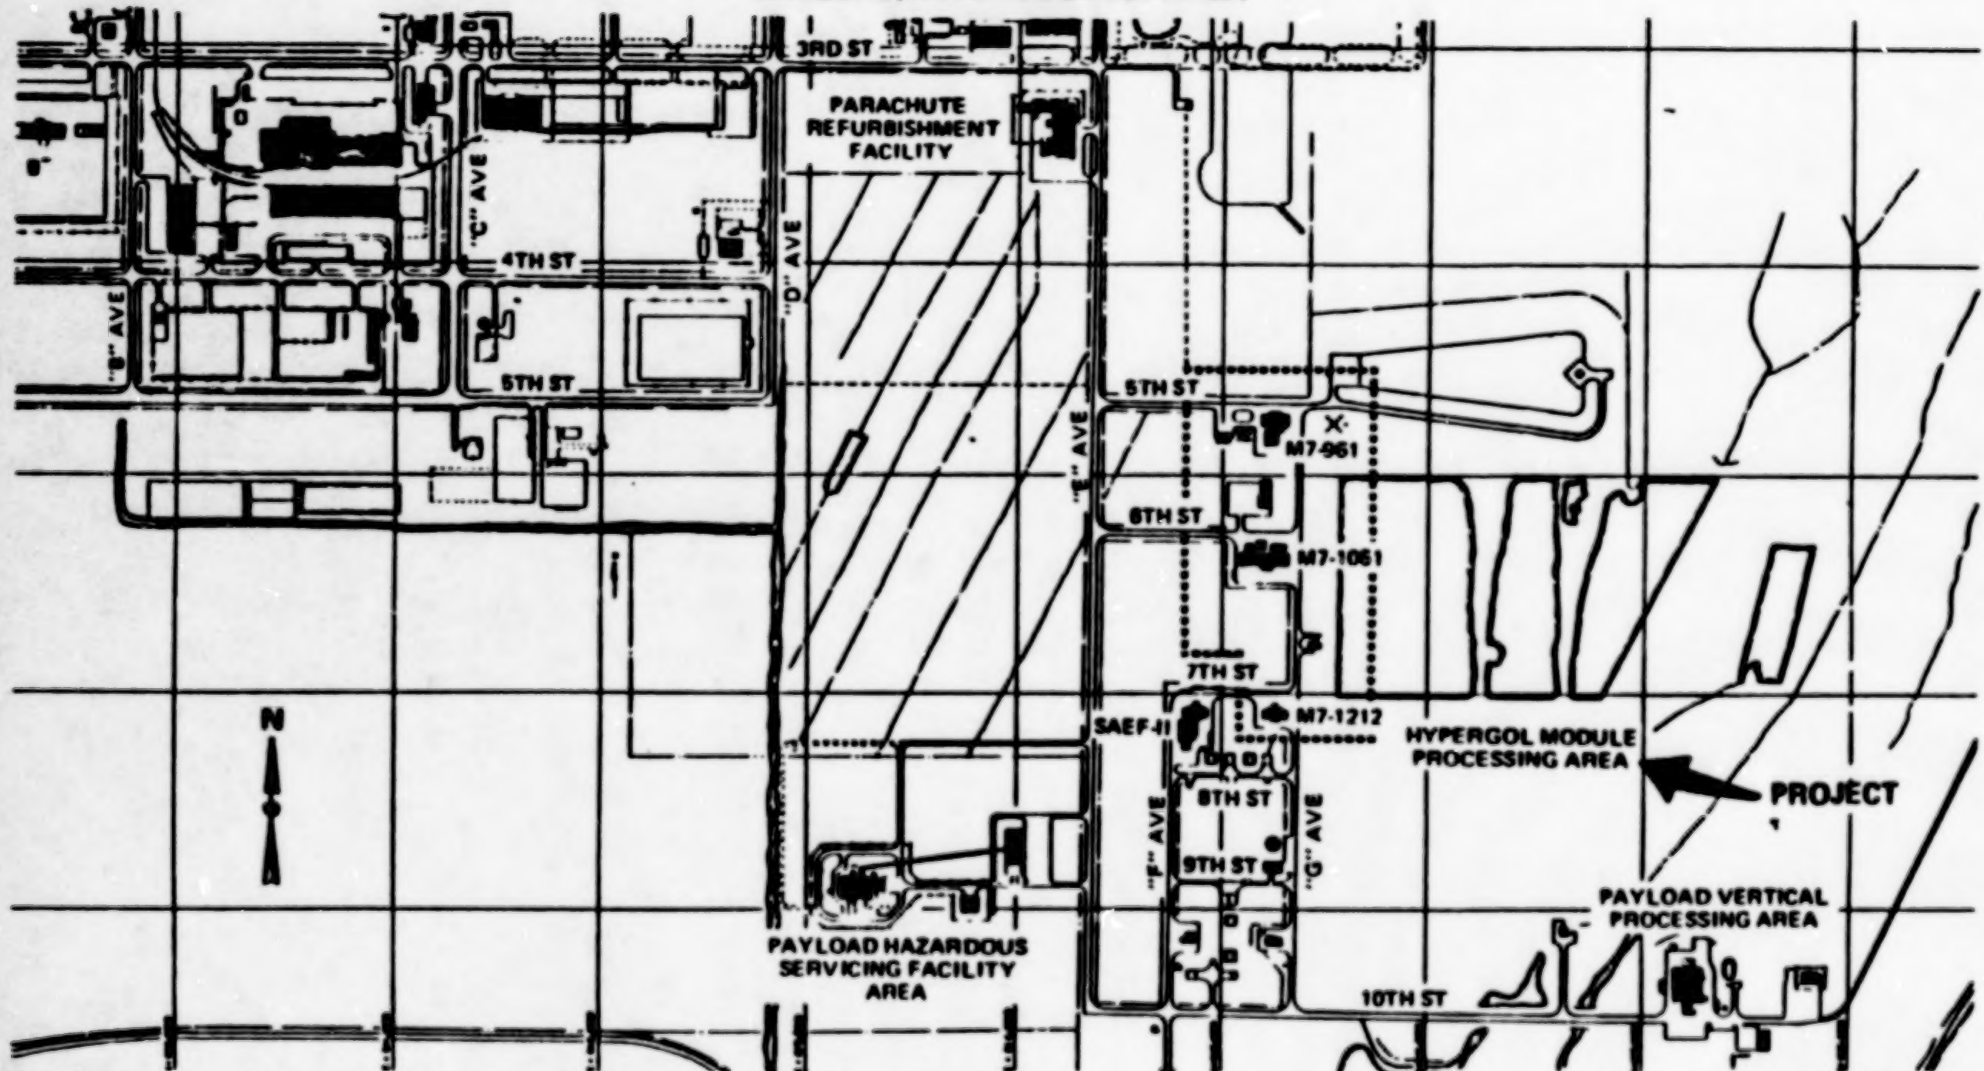 3RD ST
PARACHUTE
REFURBISHMENT
FACILITY
"C" AVE
"D" AVE
4TH ST
"B" AVE
5TH ST
5TH ST
"E" AVE
M7-961
6TH ST
M7-1061
7TH ST
SAEF-II
M7-1212
N
HYPERGOL MODULE
PROCESSING AREA
PROJECT
8TH ST
"F" AVE
"G" AVE
9TH ST
PAYLOAD VERTICAL
PROCESSING AREA
PAYLOAD HAZARDOUS
SERVICING FACILITY
AREA
10TH ST